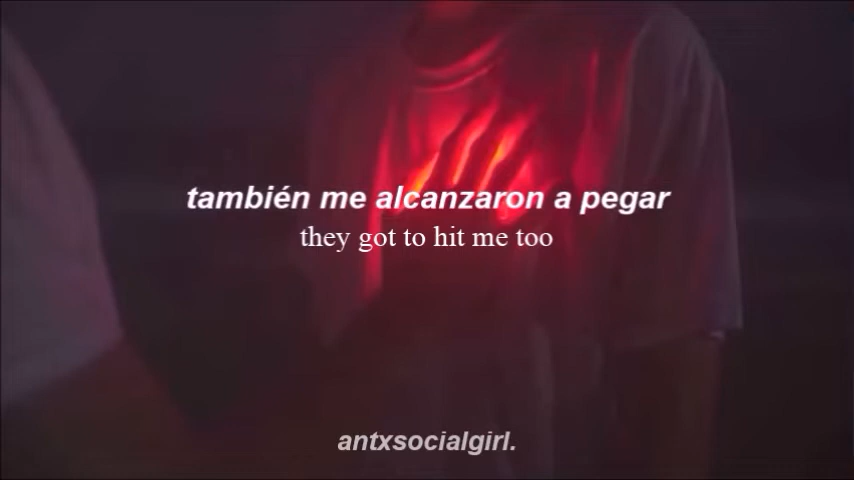 también me alcanzaron a pegar
they got to hit me too
antxsocialgirl.